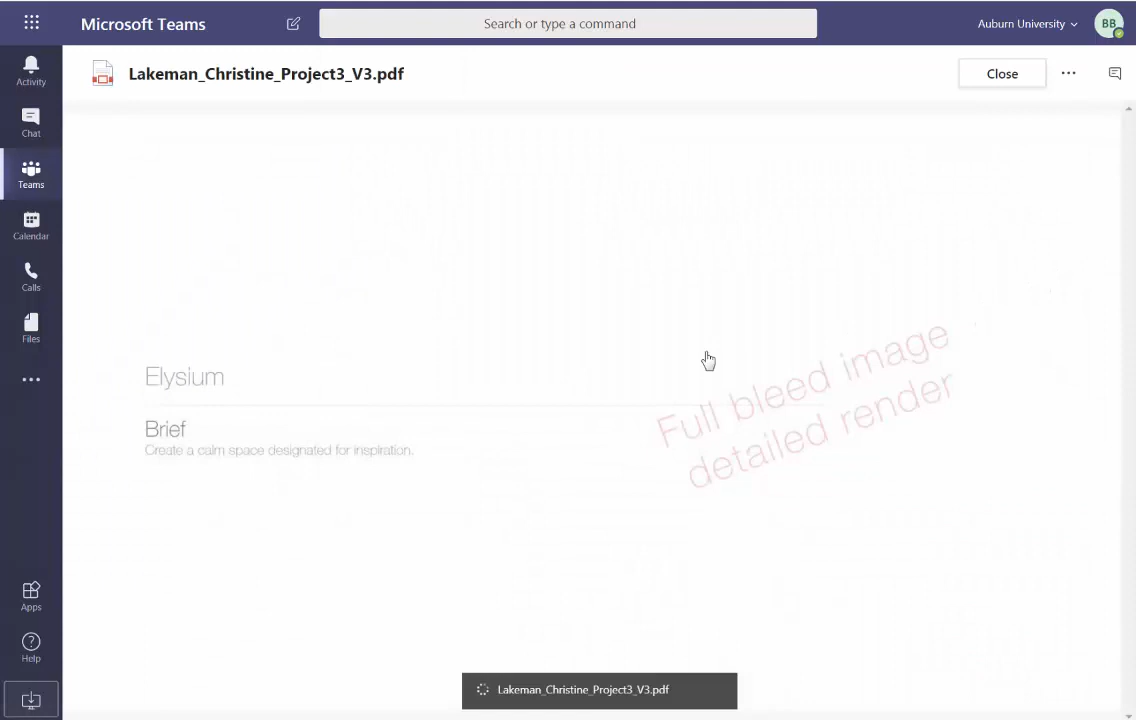 Microsoft Teams
Search or type a command
Auburn University
BB
Activity
Chat
Teams
Calendar
Calls
Files
Apps
Help
Lakeman_Christine_Project3_V3.pdf
Close
Elysium
Brief
Create a calm space designated for inspiration.
Full bleed image
detailed render
Lakeman_Christine_Project3_V3.pdf